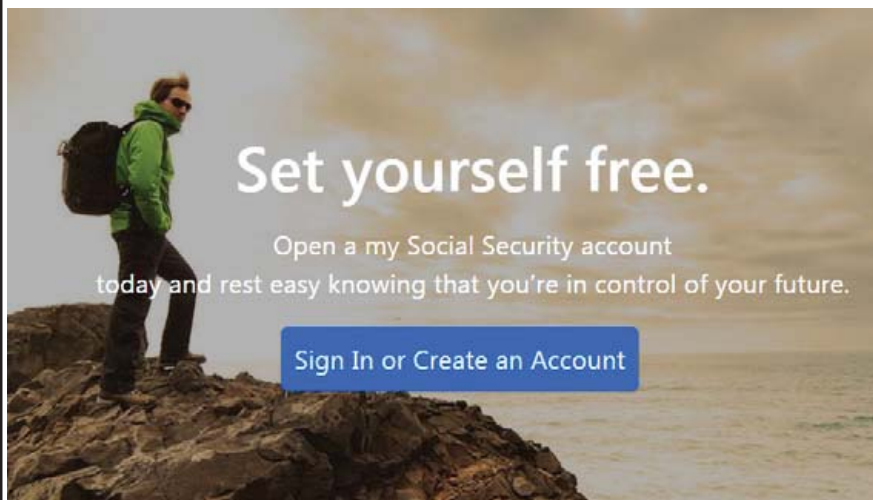 Set yourself free.
Open a my Social Security account
today and rest easy knowing that you're in control of your future.
Sign In or Create an Account